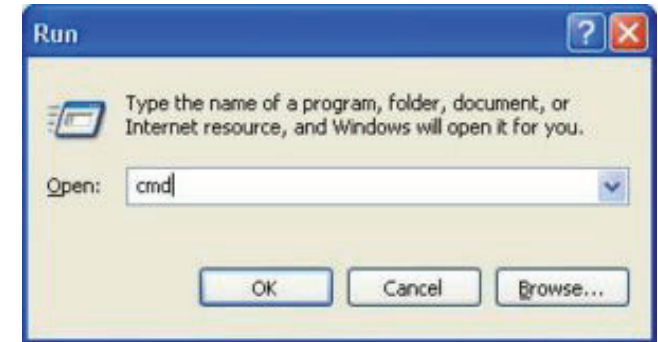 Run
Type the name of a program, folder, document, or
Internet resource, and Windows will open it for you.
Open: cmd
OK Cancel Browse...